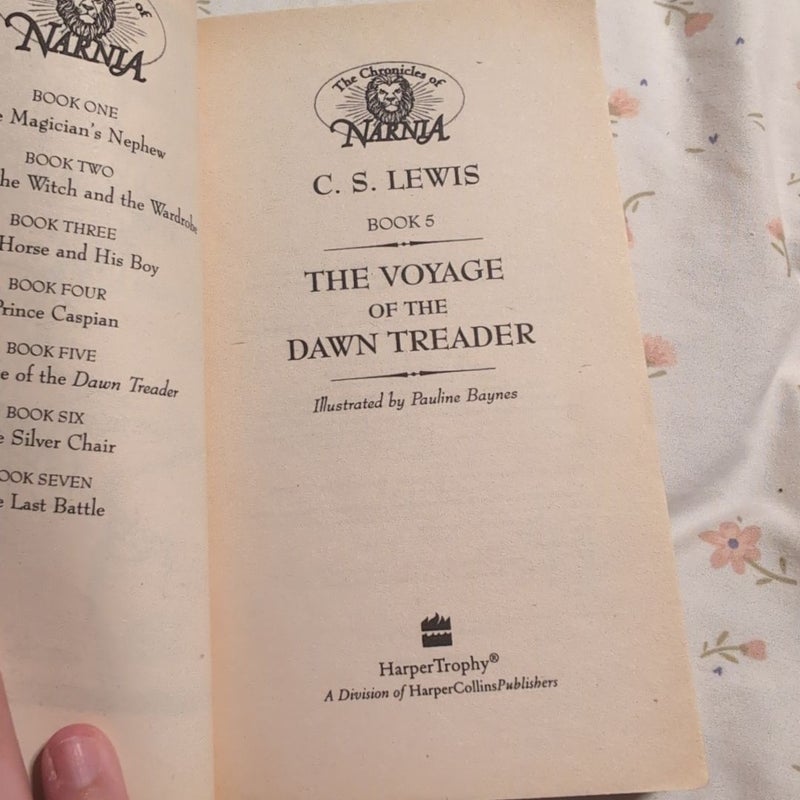 of
NARNIA
BOOK ONE
Magician's Nephew
BOOK TWO
he Witch and the Wardrobe
BOOK THREE
Horse and His Boy
BOOK FOUR
Prince Caspian
BOOK FIVE
e of the Dawn Treader
BOOK SIX
e Silver Chair
OOK SEVEN
e Last Battle
The Chronicles of
NARNIA
C. S. LEWIS
BOOK 5
THE VOYAGE
OF THE
DAWN TREADER
Illustrated by Pauline Baynes
HarperTrophy®
A Division of HarperCollinsPublishers